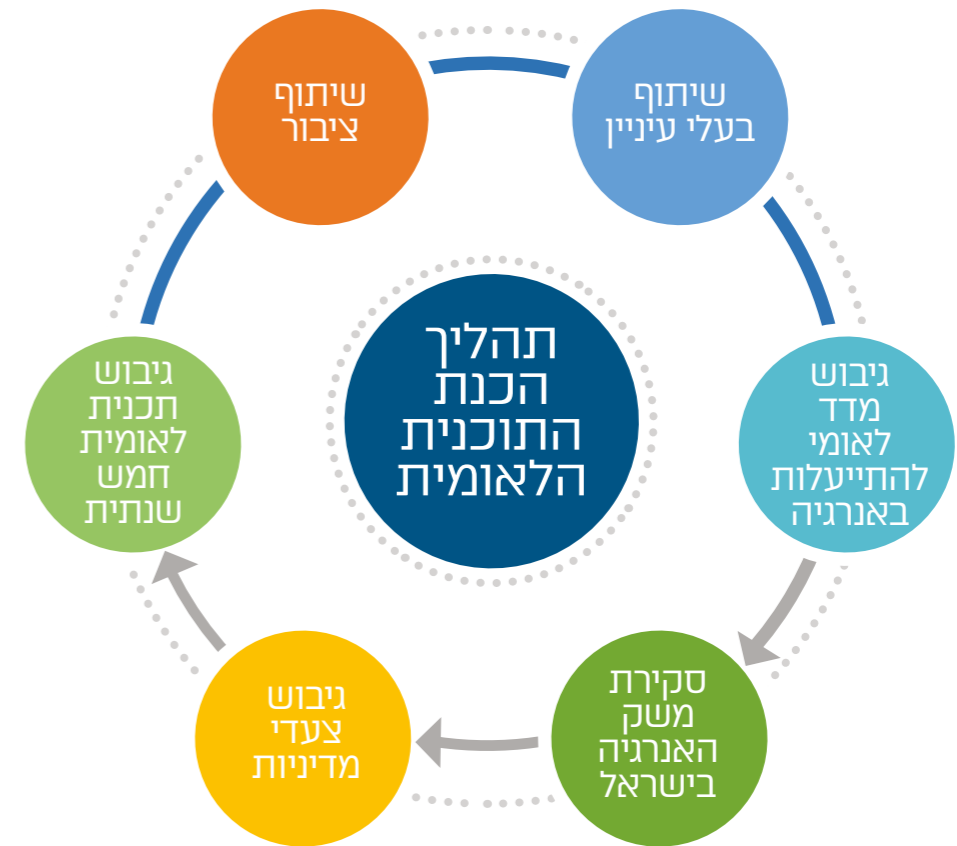 שיתוף
בעלי עיניין
שיתוף
ציבור
תהליך
הכנת
התוכנית
הלאומית
גיבוש
מדד
לאומי
להתייעלות
באנרגיה
גיבוש
תכנית
לאומית
חמש
שנתית
סקירת
משק
האנרגיה
בישראל
גיבוש
צעדי
מדיניות